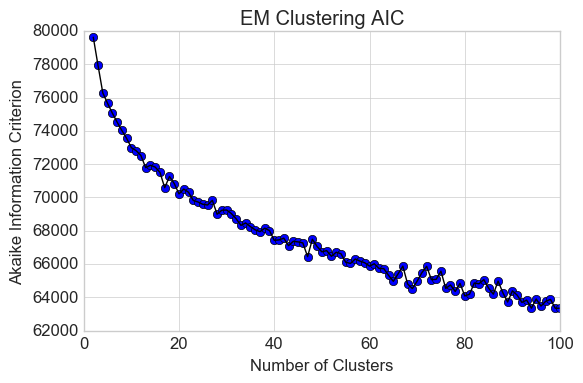 EM Clustering AIC
80000
78000
76000
74000
72000
70000
68000
66000
64000
62000
Akaike Information Criterion
0 20 40 60 80 100
Number of Clusters